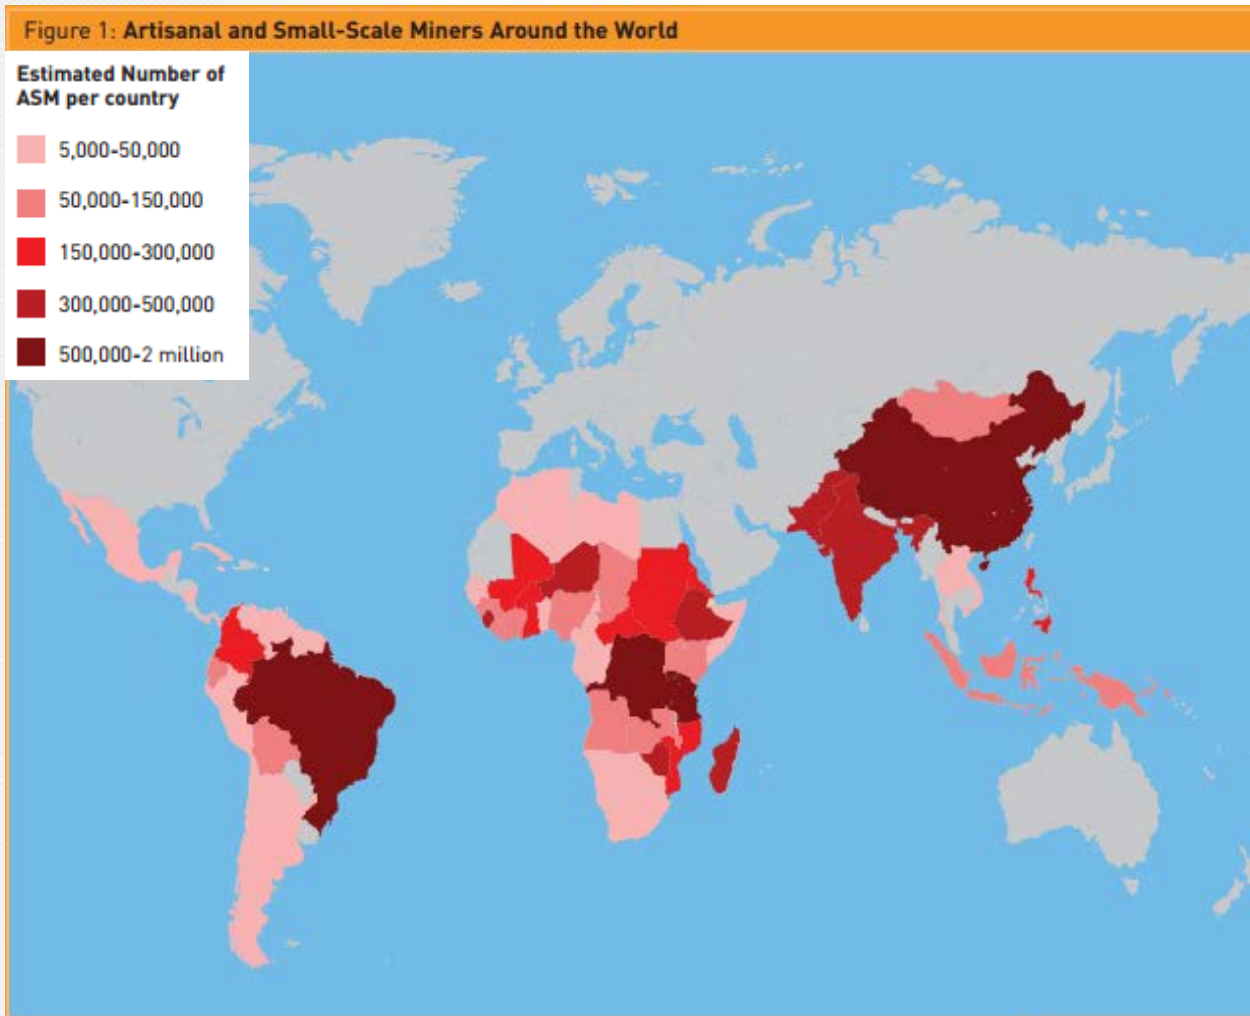 Figure 1: Artisanal and Small-Scale Miners Around the World
Estimated Number of
ASM per country
5,000-50,000
50,000-150,000
150,000-300,000
300,000-500,000
500,000-2 million